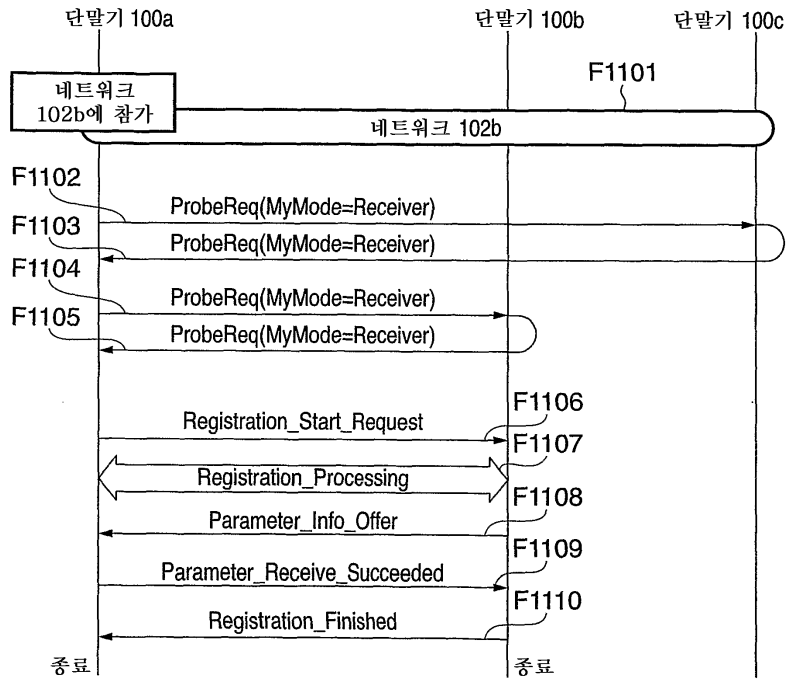 단말기 100a
단말기 100b
단말기 100c
네트워크
102b에 참가
F1101
네트워크 102b
F1102
ProbeReq(MyMode=Receiver)
F1103
ProbeReq(MyMode=Receiver)
F1104
ProbeReq(MyMode=Receiver)
F1105
ProbeReq(MyMode=Receiver)
F1106
Registration_Start_Request
F1107
Registration_Processing
F1108
Parameter_Info_Offer
F1109
Parameter_Receive_Succeeded
F1110
Registration_Finished
종료
종료